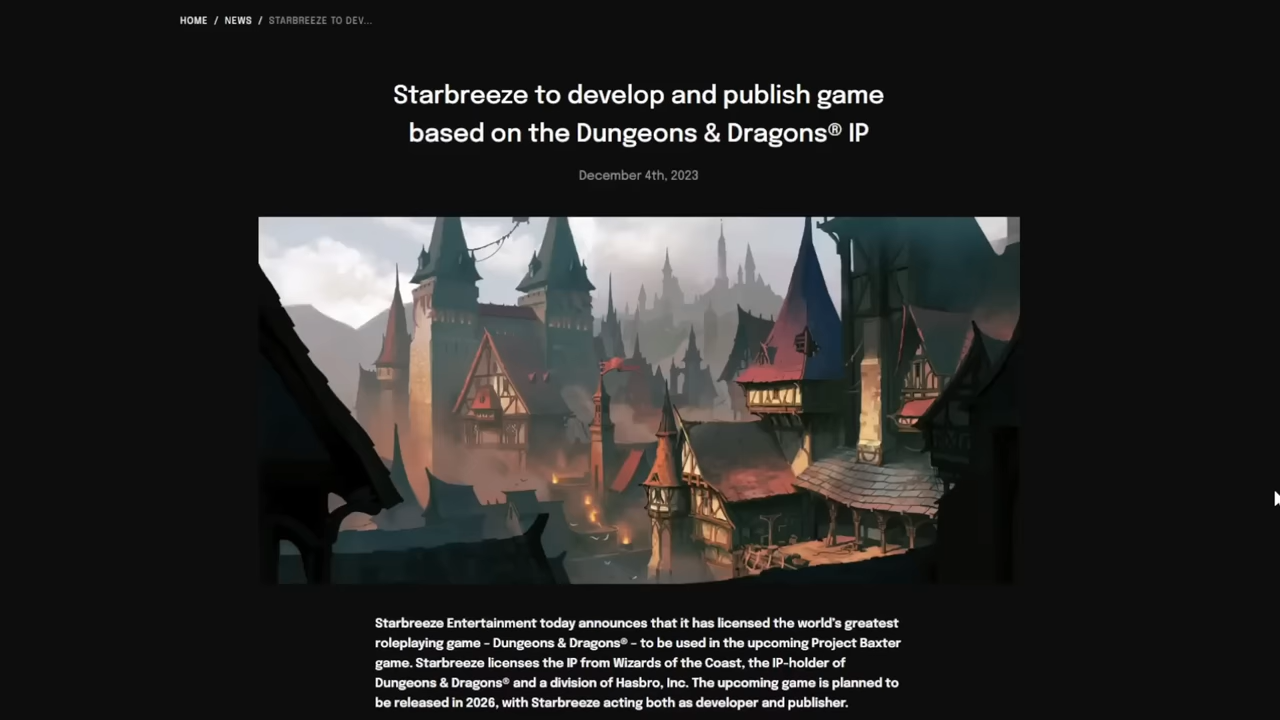 HOME / NEWS / STARBREEZE TO DEV...
Starbreeze to develop and publish game
based on the Dungeons & Dragons® IP
December 4th, 2023
Starbreeze Entertainment today announces that it has licensed the world's greatest
roleplaying game – Dungeons & Dragons® – to be used in the upcoming Project Baxter
game. Starbreeze licenses the IP from Wizards of the Coast, the IP-holder of
Dungeons & Dragons® and a division of Hasbro, Inc. The upcoming game is planned to
be released in 2026, with Starbreeze acting both as developer and publisher.